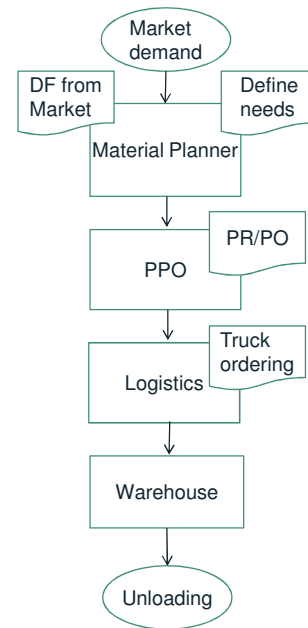 Market
demand
DF from
Market
Define
needs
Material Planner
PR/PO
PPO
Truck
ordering
Logistics
Warehouse
Unloading